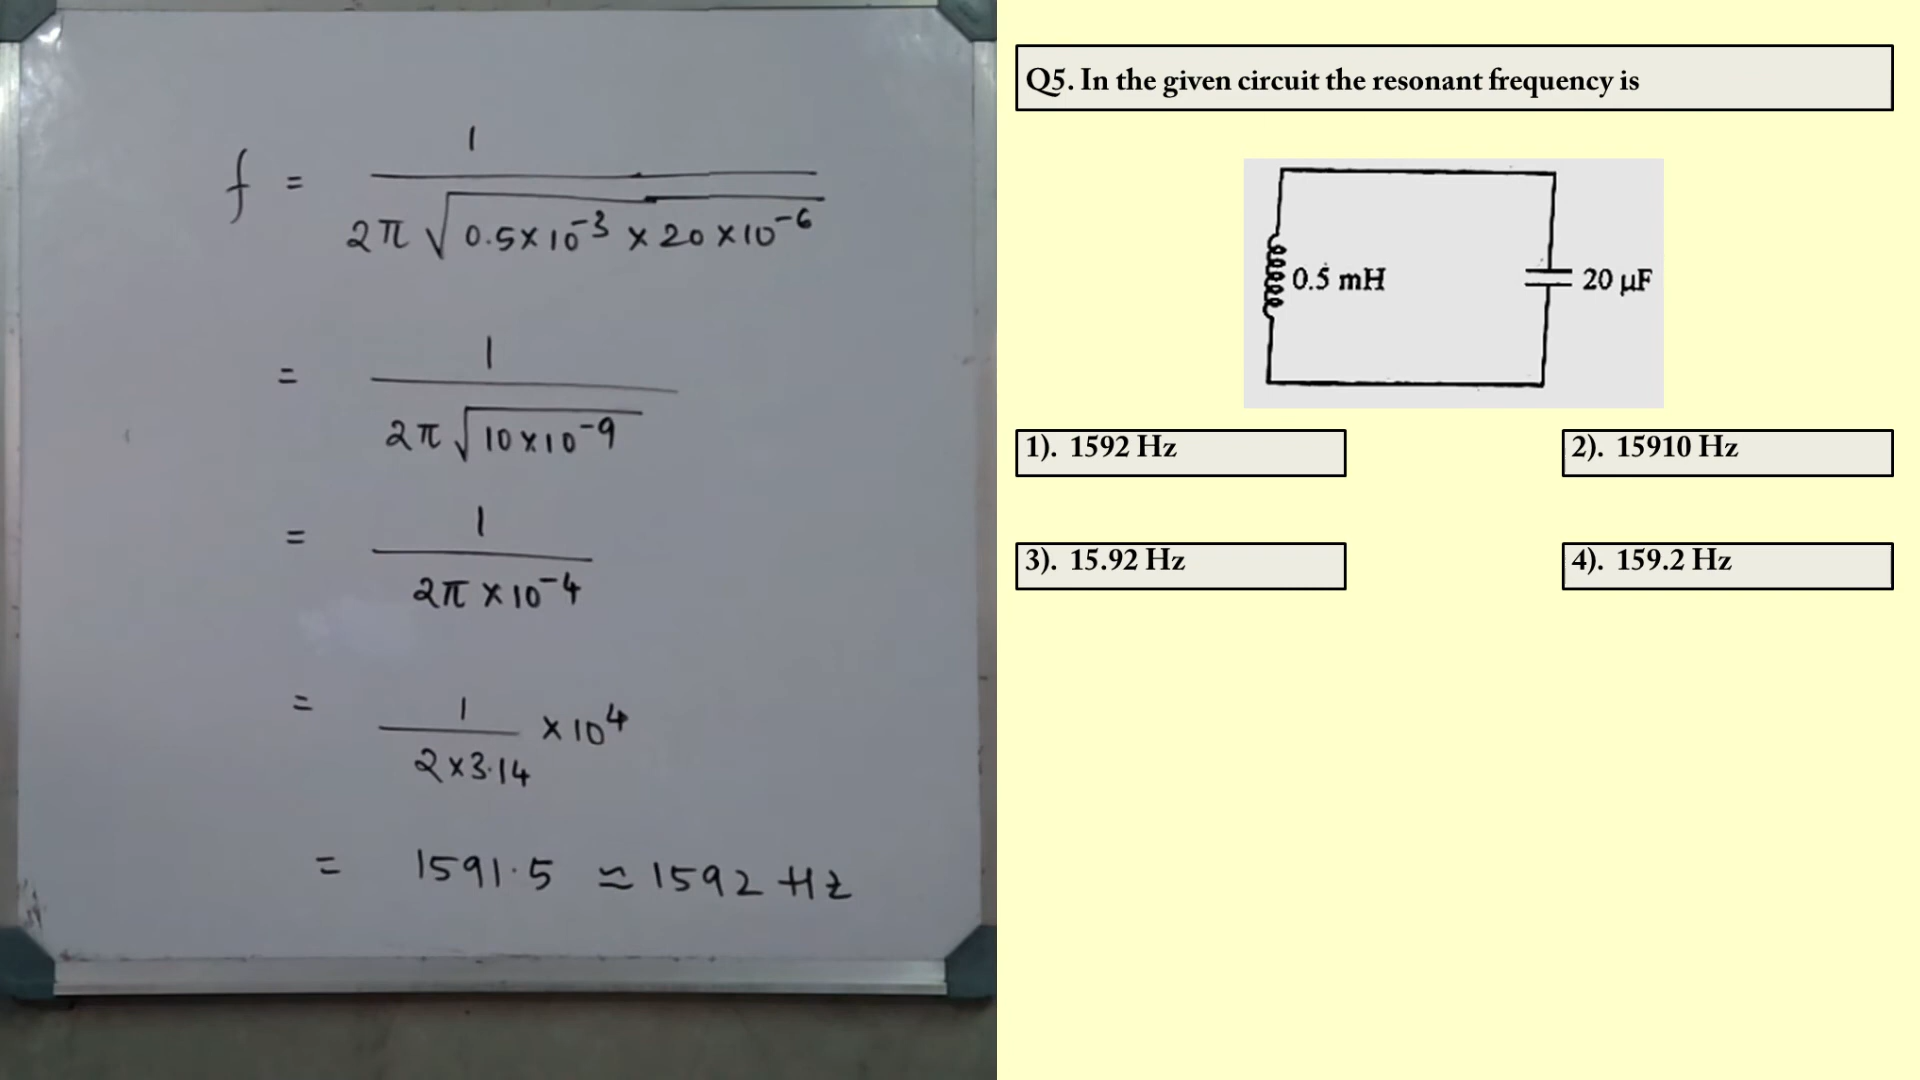 f = 1 / 2π √0.5×10⁻³ × 20×10⁻⁶
= 1 / 2π √10×10⁻⁹
= 1 / 2π × 10⁻⁴
= 1 / 2×3.14 × 10⁴
= 1591.5 ≃ 1592 Hz
Q5. In the given circuit the resonant frequency is
0.5 mH
20 µF
1). 1592 Hz
2). 15910 Hz
3). 15.92 Hz
4). 159.2 Hz